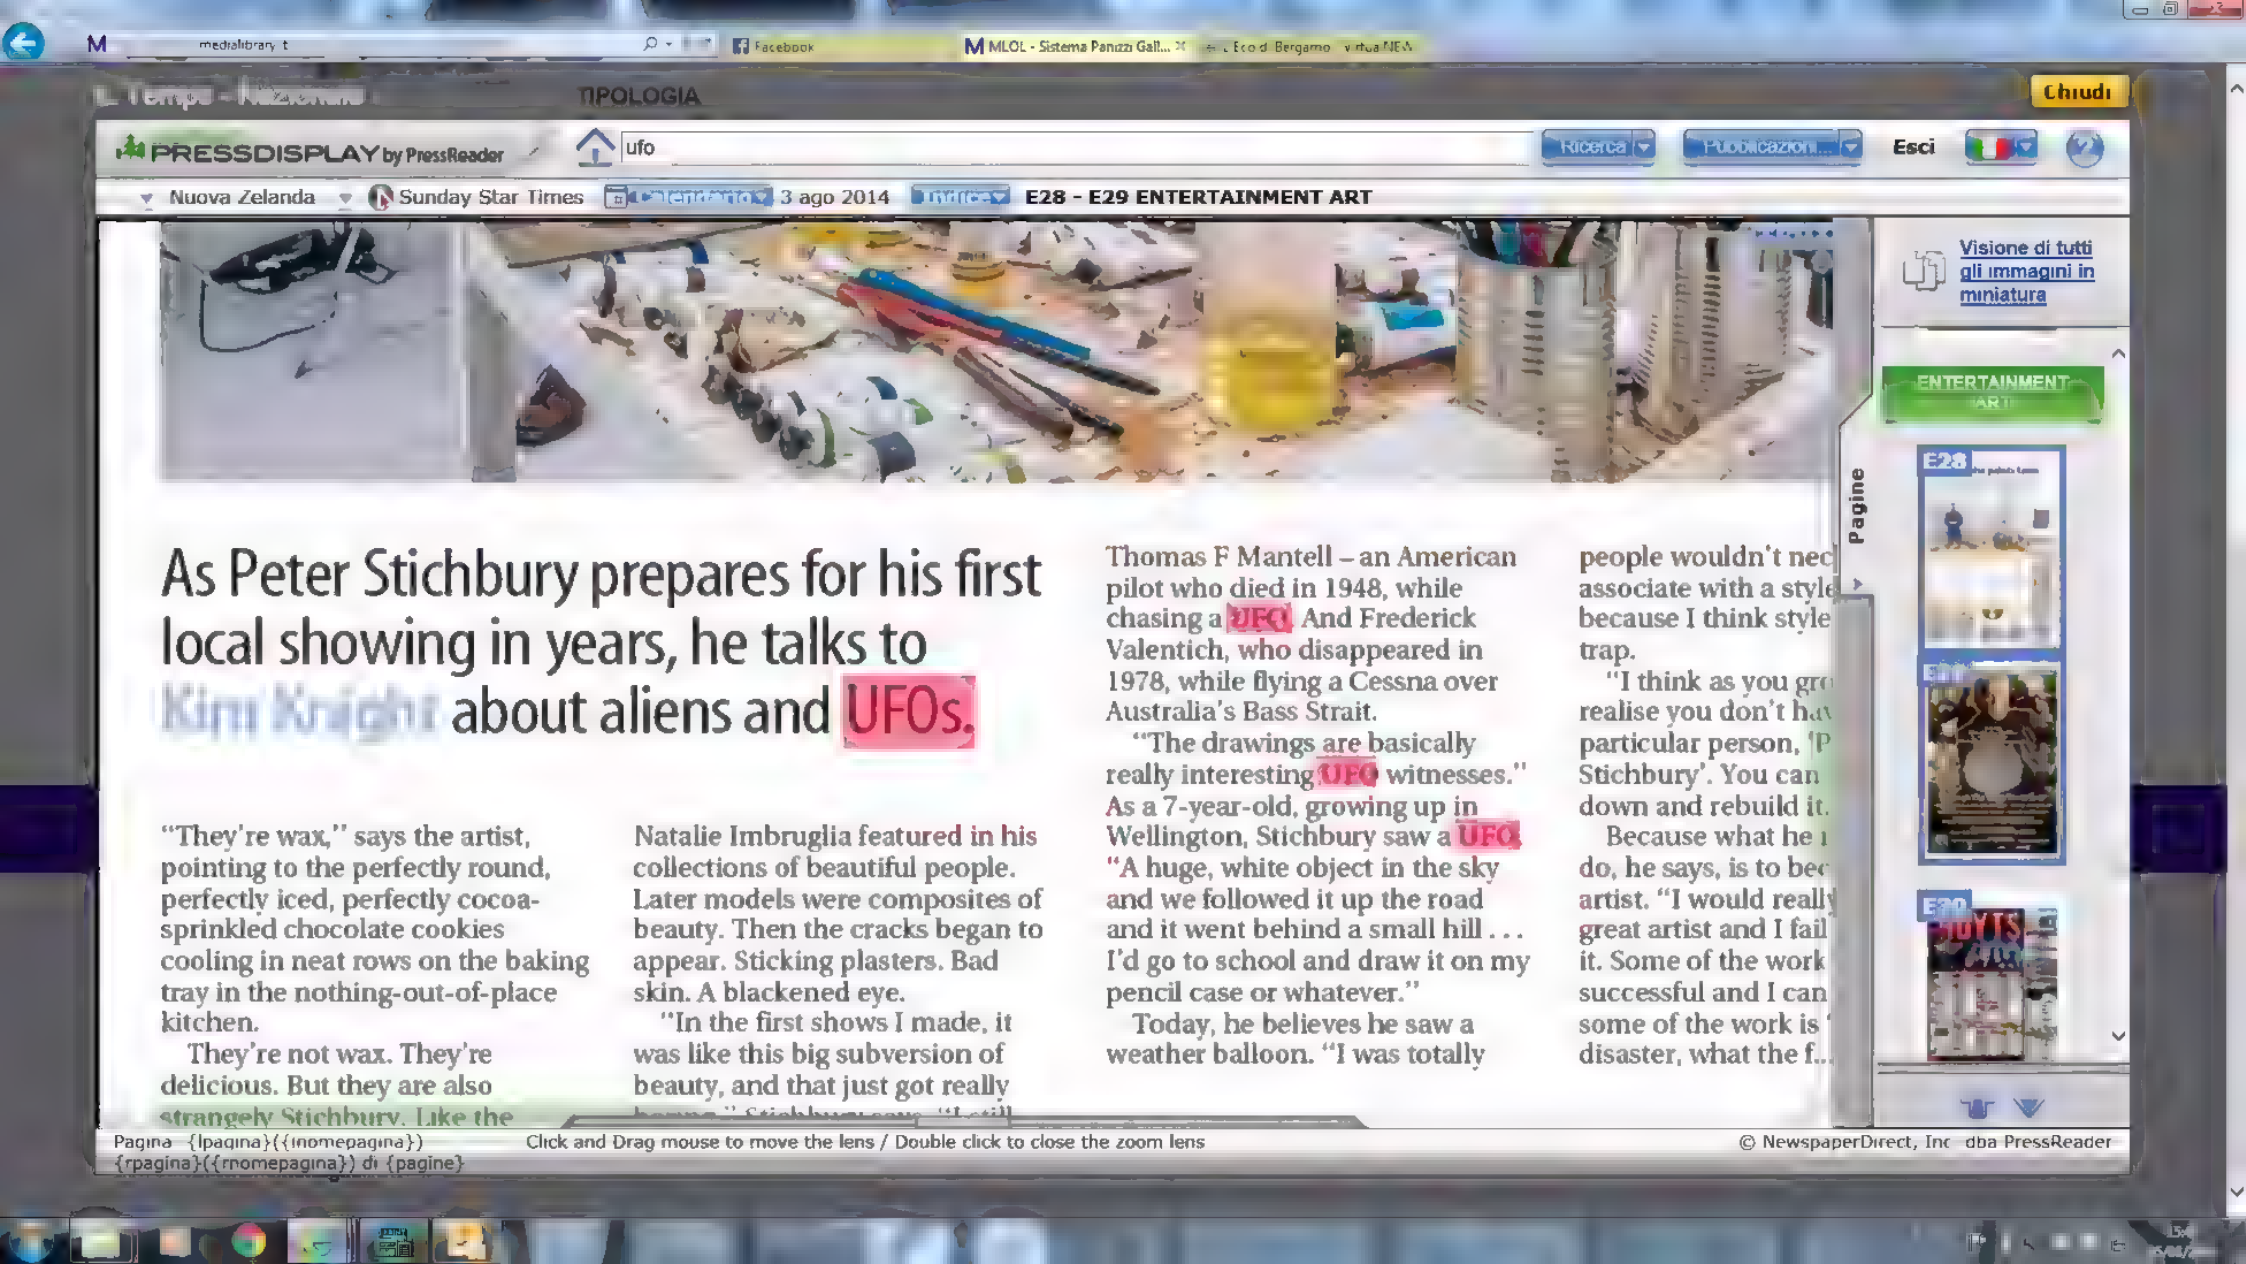 M
Facebook
MLOL - Sistema Panizzi Gall...
TIPOLOGIA
Chiudi
PRESSDISPLAY by PressReader
ufo
Ricerca
Pubblicazioni...
Esci
?
Nuova Zelanda
Sunday Star Times
Calendario
3 ago 2014
Indice
E28 - E29 ENTERTAINMENT ART
Visione di tutti
gli immagini in
miniatura
ENTERTAINMENT
ART
E28
Pagine
As Peter Stichbury prepares for his first
local showing in years, he talks to
Kim Knight about aliens and UFOs.
"They're wax," says the artist,
pointing to the perfectly round,
perfectly iced, perfectly cocoa-
sprinkled chocolate cookies
cooling in neat rows on the baking
tray in the nothing-out-of-place
kitchen.
They're not wax. They're
delicious. But they are also
strangely Stichbury. Like the
Natalie Imbruglia featured in his
collections of beautiful people.
Later models were composites of
beauty. Then the cracks began to
appear. Sticking plasters. Bad
skin. A blackened eye.
"In the first shows I made, it
was like this big subversion of
beauty, and that just got really
Thomas F Mantell – an American
pilot who died in 1948, while
chasing a UFO. And Frederick
Valentich, who disappeared in
1978, while flying a Cessna over
Australia's Bass Strait.
"The drawings are basically
really interesting UFO witnesses."
As a 7-year-old, growing up in
Wellington, Stichbury saw a UFO.
"A huge, white object in the sky
and we followed it up the road
and it went behind a small hill . . .
I'd go to school and draw it on my
pencil case or whatever."
Today, he believes he saw a
weather balloon. "I was totally
people wouldn't nec
associate with a style
because I think style
trap.
"I think as you gro
realise you don't hav
particular person, 'P
Stichbury'. You can
down and rebuild it.
Because what he
do, he says, is to bec
artist. "I would really
great artist and I fail
it. Some of the work
successful and I can
some of the work is
disaster, what the f...
Pagina {lpagina}({lnomepagina})
{rpagina}({rnomepagina}) di {pagine}
Click and Drag mouse to move the lens / Double click to close the zoom lens
© NewspaperDirect, Inc dba PressReader